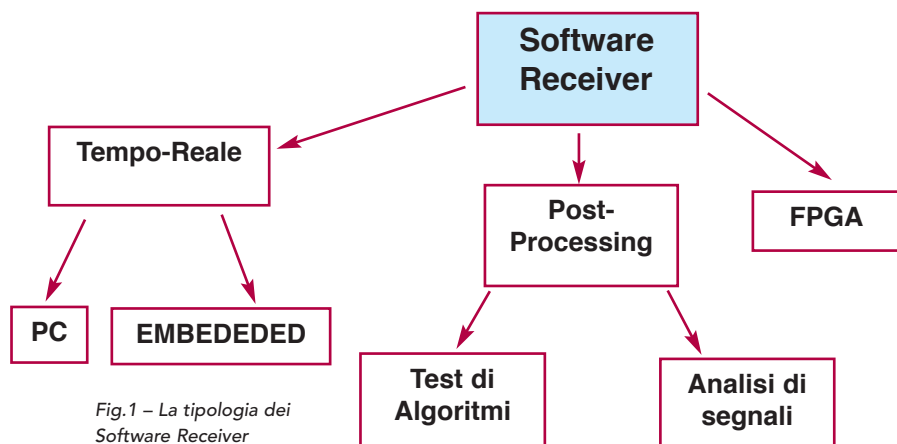 Software
Receiver
Tempo-Reale
Post-
Processing
FPGA
PC
EMBEDEDED
Test di
Algoritmi
Analisi di
segnali
Fig.1 – La tipologia dei
Software Receiver